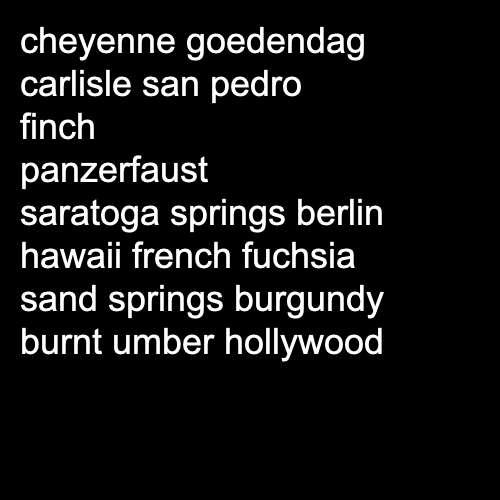 cheyenne goedendag
carlisle san pedro
finch
panzerfaust
saratoga springs berlin
hawaii french fuchsia
sand springs burgundy
burnt umber hollywood